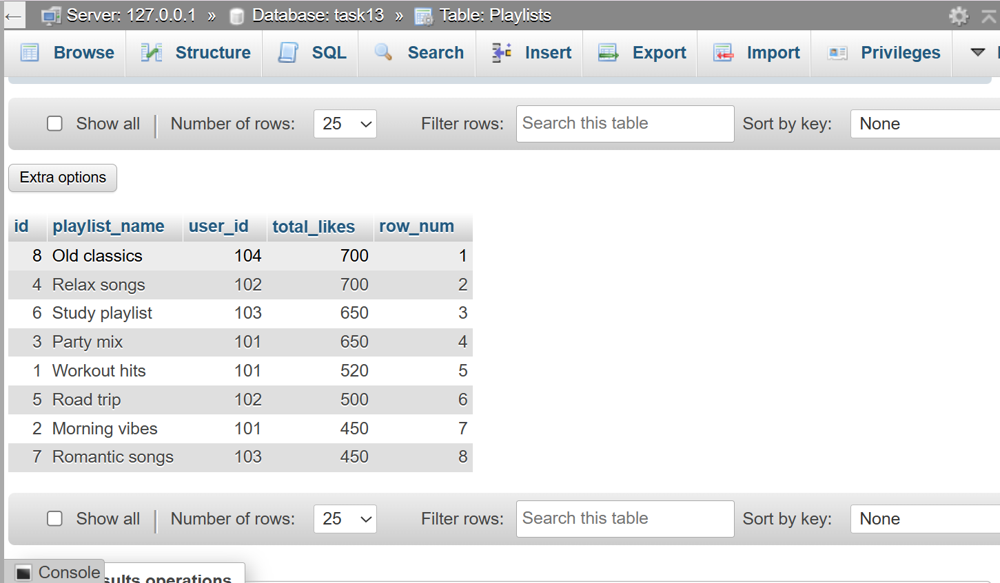 ← Server: 127.0.0.1 » Database: task13 » Table: Playlists
Browse Structure SQL Search Insert Export Import Privileges
Show all Number of rows: 25 Filter rows: Search this table Sort by key: None
Extra options
id playlist_name user_id total_likes row_num
8 Old classics 104 700 1
4 Relax songs 102 700 2
6 Study playlist 103 650 3
3 Party mix 101 650 4
1 Workout hits 101 520 5
5 Road trip 102 500 6
2 Morning vibes 101 450 7
7 Romantic songs 103 450 8
Show all Number of rows: 25 Filter rows: Search this table Sort by key: None
Console sults operations